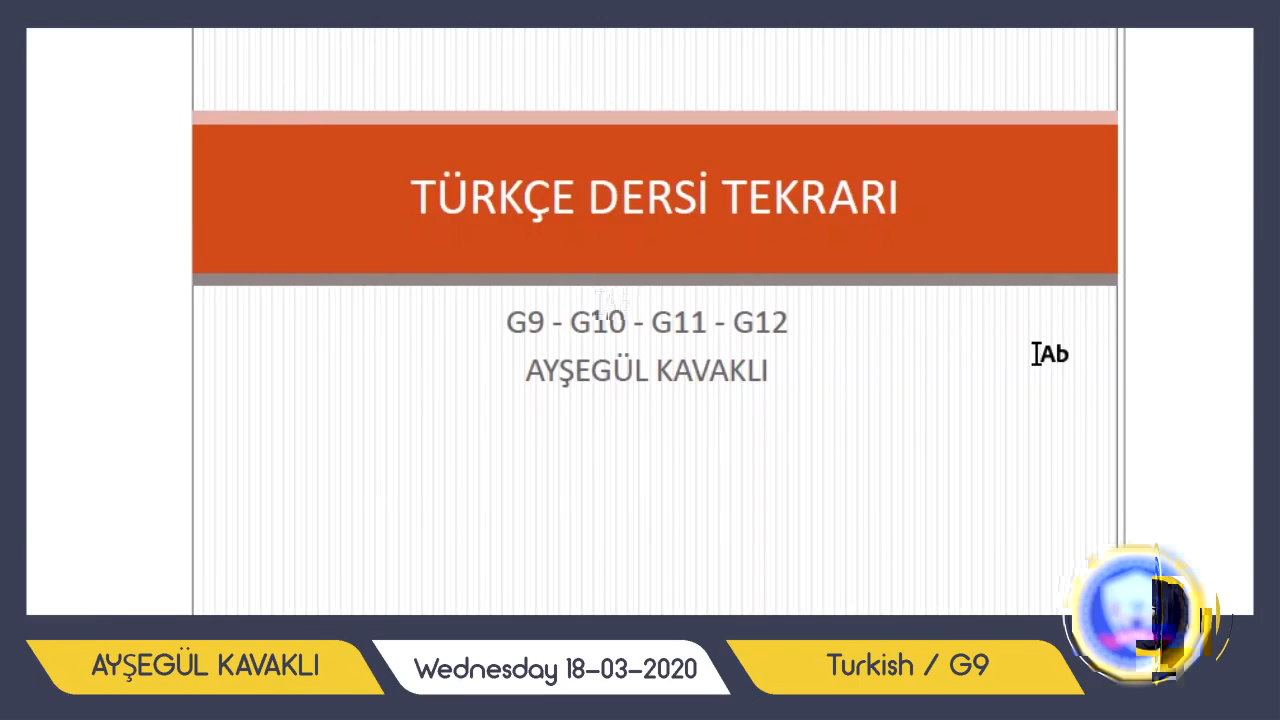 TÜRKÇE DERSİ TEKRARI
G9 - G10 - G11 - G12
AYŞEGÜL KAVAKLI
Ab
AYŞEGÜL KAVAKLI
Wednesday 18-03-2020
Turkish / G9